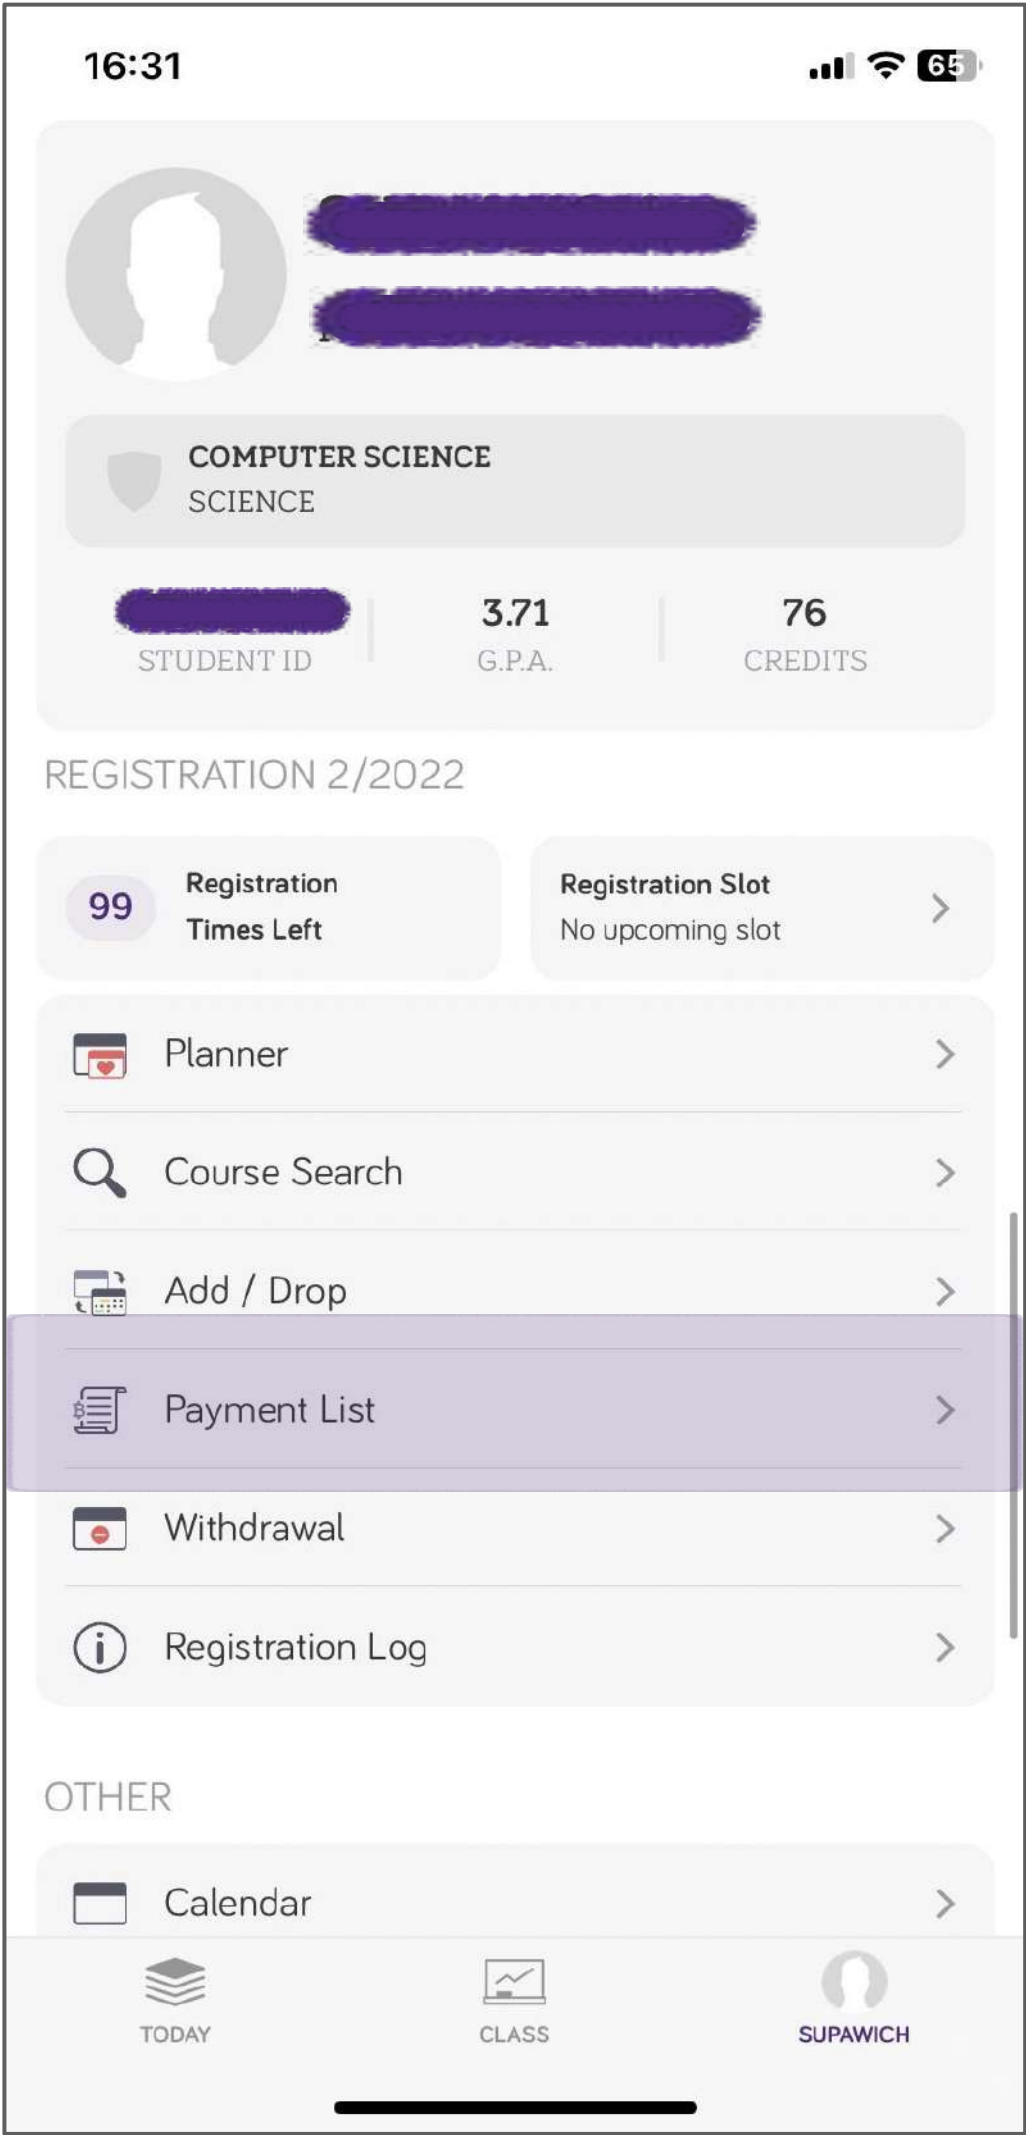 16:31
65
COMPUTER SCIENCE
SCIENCE
3.71
76
STUDENT ID
G.P.A.
CREDITS
REGISTRATION 2/2022
99
Registration
Times Left
Registration Slot
No upcoming slot
Planner
Course Search
Add / Drop
Payment List
Withdrawal
Registration Log
OTHER
Calendar
TODAY
CLASS
SUPAWICH